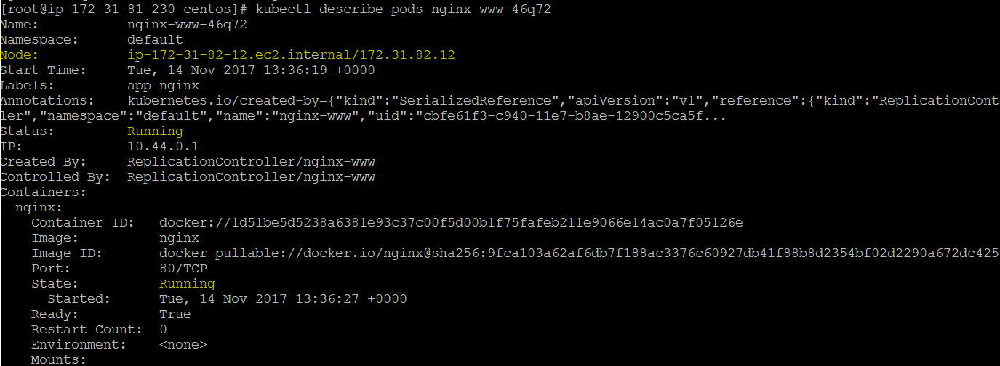 [root@ip-172-31-81-230 centos]# kubectl describe pods nginx-www-46q72
Name:           nginx-www-46q72
Namespace:      default
Node:           ip-172-31-82-12.ec2.internal/172.31.82.12
Start Time:     Tue, 14 Nov 2017 13:36:19 +0000
Labels:         app=nginx
Annotations:    kubernetes.io/created-by={"kind":"SerializedReference","apiVersion":"v1","reference":{"kind":"ReplicationCont
ler","namespace":"default","name":"nginx-www","uid":"cbfe61f3-c940-11e7-b8ae-12900c5ca5f...
Status:         Running
IP:             10.44.0.1
Created By:     ReplicationController/nginx-www
Controlled By:  ReplicationController/nginx-www
Containers:
  nginx:
    Container ID:   docker://1d51be5d5238a6381e93c37c00f5d00b1f75fafeb211e9066e14ac0a7f05126e
    Image:          nginx
    Image ID:       docker-pullable://docker.io/nginx@sha256:9fca103a62af6db7f188ac3376c60927db41f88b8d2354bf02d2290a672dc425
    Port:           80/TCP
    State:          Running
      Started:      Tue, 14 Nov 2017 13:36:27 +0000
    Ready:          True
    Restart Count:  0
    Environment:    <none>
    Mounts: